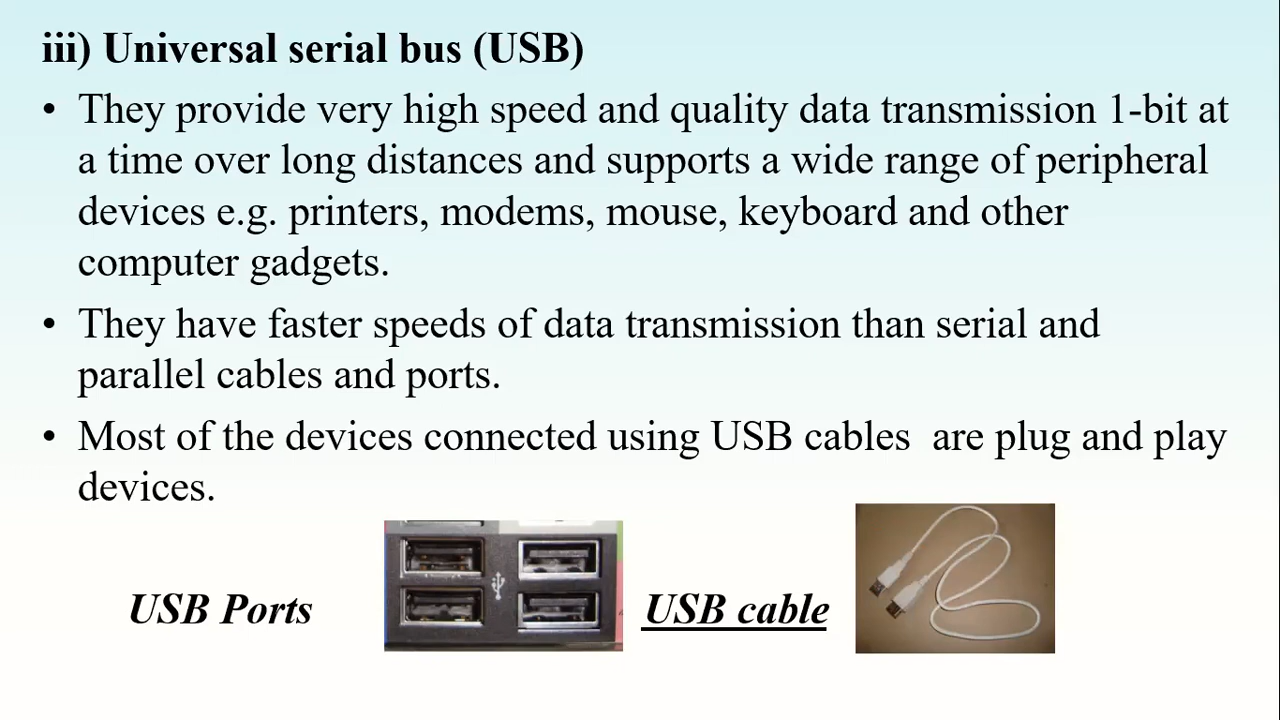 iii) Universal serial bus (USB)
• They provide very high speed and quality data transmission 1-bit at
a time over long distances and supports a wide range of peripheral
devices e.g. printers, modems, mouse, keyboard and other
computer gadgets.
• They have faster speeds of data transmission than serial and
parallel cables and ports.
• Most of the devices connected using USB cables  are plug and play
devices.
USB Ports
USB cable